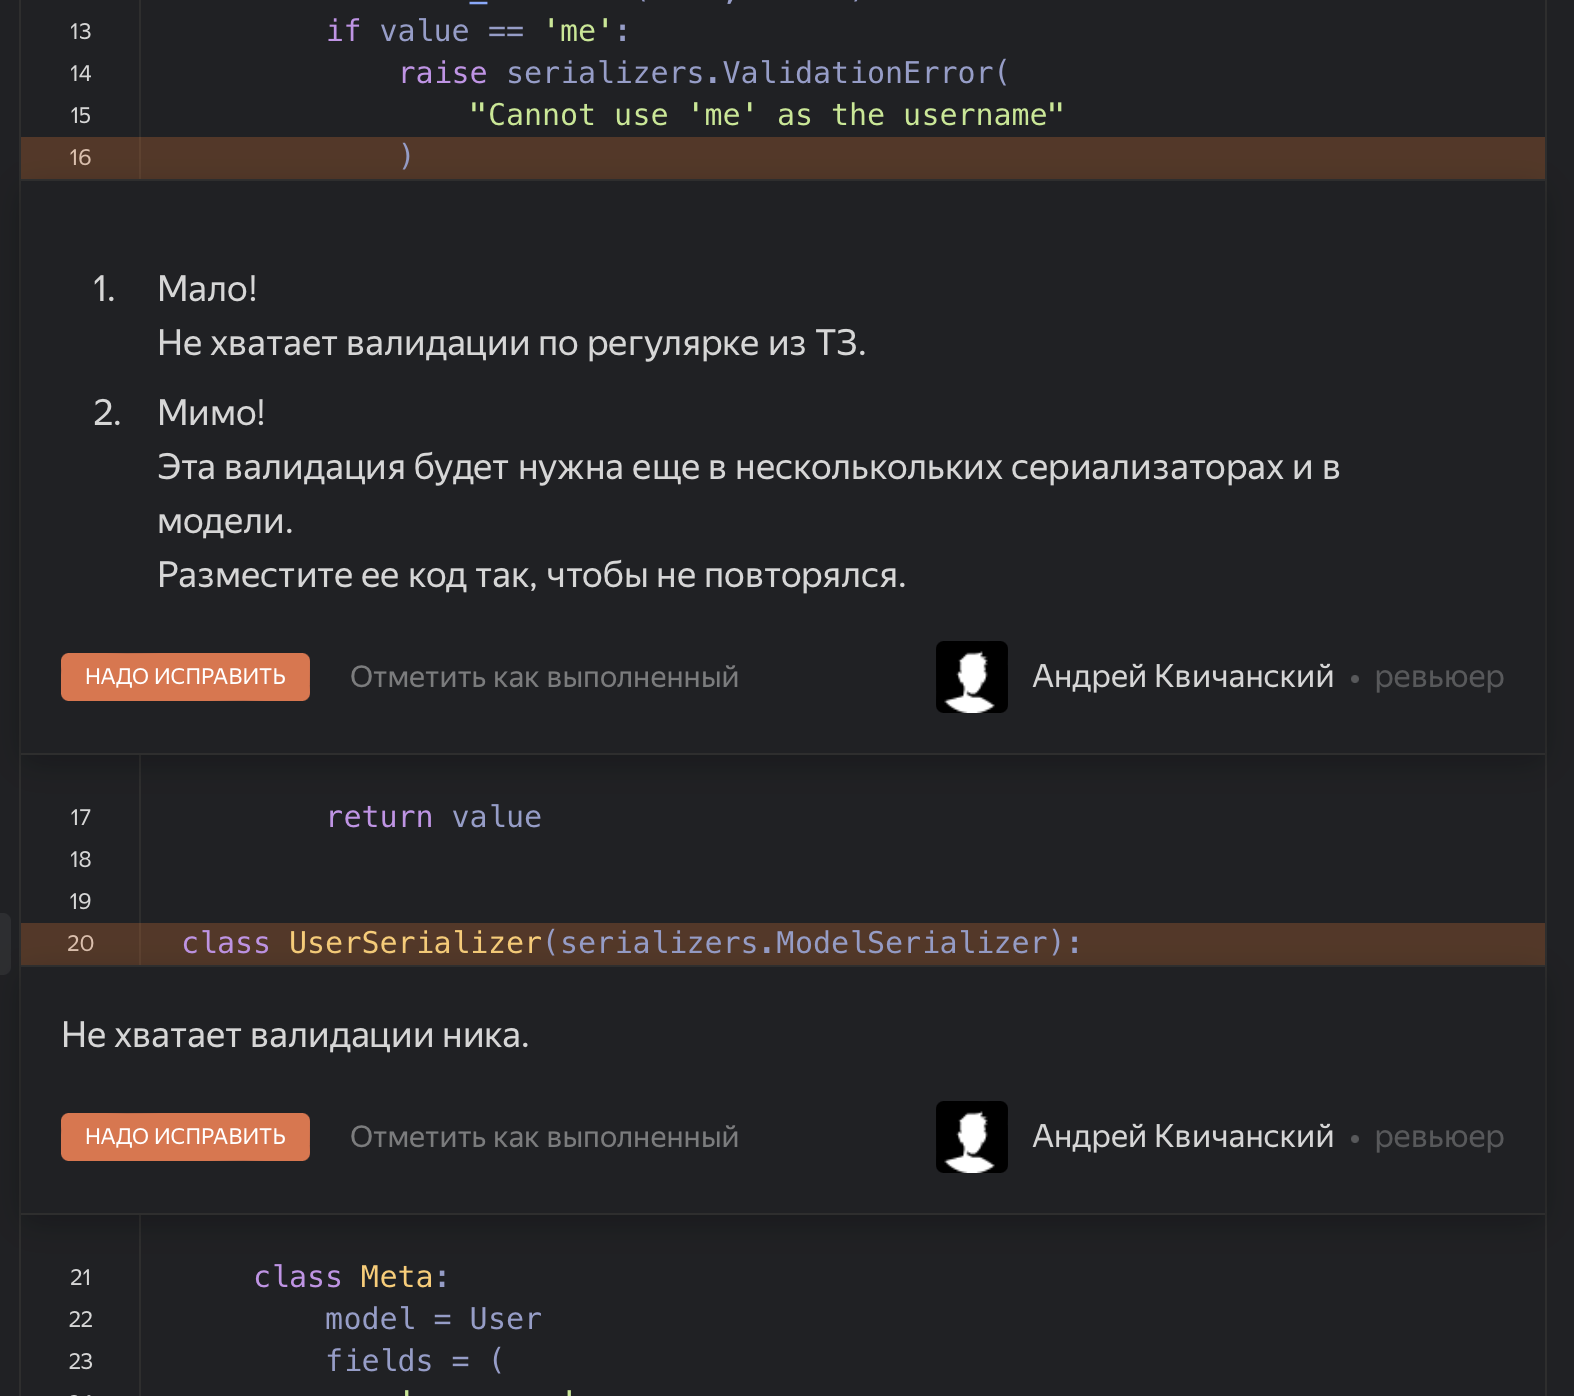 13 if value == 'me':
14 raise serializers.ValidationError(
15 "Cannot use 'me' as the username"
16 )
1. Мало!
Не хватает валидации по регулярке из ТЗ.
2. Мимо!
Эта валидация будет нужна еще в нескольколькиx сериализаторах и в
модели.
Разместите ее код так, чтобы не повторялся.
НАДО ИСПРАВИТЬ Отметить как выполненный Андрей Квичанский • ревьюер
17 return value
18
19
20 class UserSerializer(serializers.ModelSerializer):
Не хватает валидации ника.
НАДО ИСПРАВИТЬ Отметить как выполненный Андрей Квичанский • ревьюер
21 class Meta:
22 model = User
23 fields = (